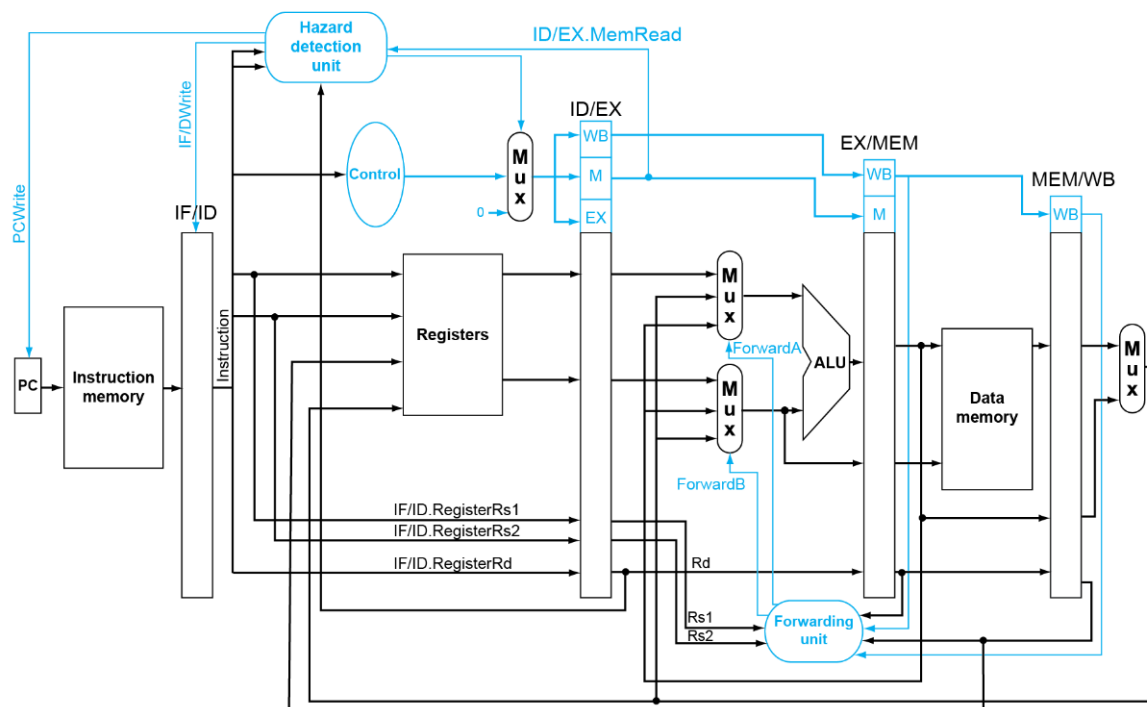 Hazard
detection
unit
ID/EX.MemRead
ID/EX
IF/DWrite
PCWrite
Control
0
M
u
x
WB
M
EX
EX/MEM
WB
M
MEM/WB
WB
IF/ID
PC
Instruction
memory
Instruction
Registers
M
u
x
ForwardA
M
u
x
ForwardB
ALU
Data
memory
M
u
x
IF/ID.RegisterRs1
IF/ID.RegisterRs2
IF/ID.RegisterRd
Rd
Rs1
Rs2
Forwarding
unit